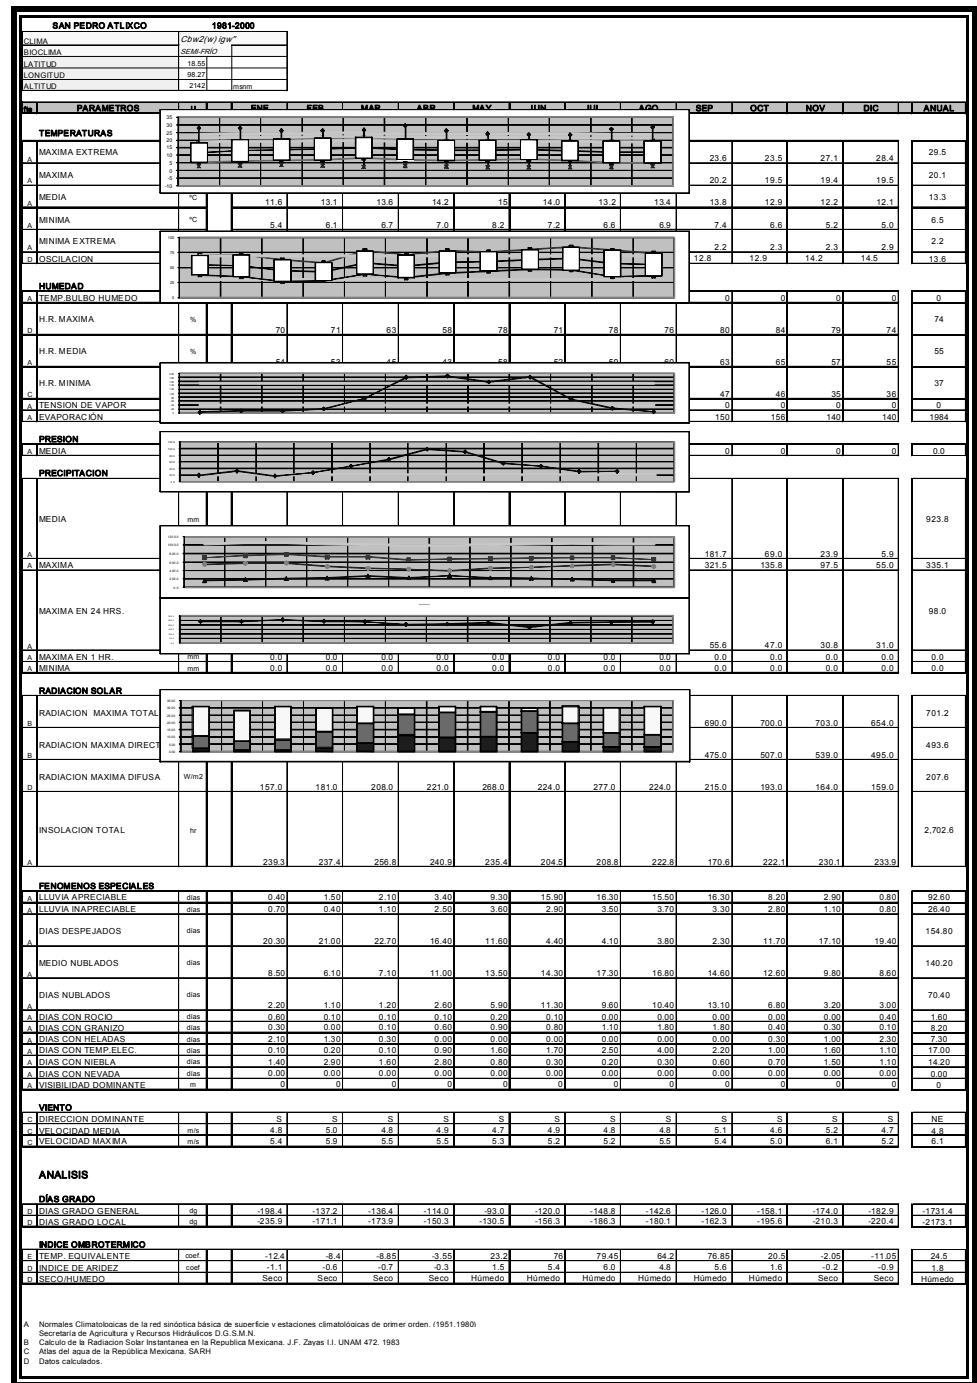 SAN PEDRO ATLIXCO 1981-2000
CLIMA Cbw2(w) igw"
BIOCLIMA SEMI-FRÍO
LATITUD 18.55
LONGITUD 98.27
ALTITUD 2142 msnm
fte PARAMETROS U ENE FEB MAR ABR MAY JUN JUL AGO SEP OCT NOV DIC ANUAL
TEMPERATURAS
A MAXIMA EXTREMA 23.6 23.5 27.1 28.4 29.5
A MAXIMA 20.2 19.5 19.4 19.5 20.1
A MEDIA °C 11.6 13.1 13.6 14.2 15 14.0 13.2 13.4 13.8 12.9 12.2 12.1 13.3
A MINIMA °C 5.4 6.1 6.7 7.0 8.2 7.2 6.6 6.9 7.4 6.6 5.2 5.0 6.5
A MINIMA EXTREMA 2.2 2.3 2.3 2.9 2.2
D OSCILACION 12.8 12.9 14.2 14.5 13.6
HUMEDAD
A TEMP.BULBO HUMEDO 0 0 0 0 0
D H.R. MAXIMA % 70 71 63 58 78 71 78 76 80 84 79 74 74
A H.R. MEDIA % 54 53 45 43 58 52 59 60 63 65 57 55 55
C H.R. MINIMA 47 46 35 36 37
A TENSION DE VAPOR 0 0 0 0 0
A EVAPORACIÓN 150 156 140 140 1984
PRESION
A MEDIA 0 0 0 0 0.0
PRECIPITACION
A MEDIA mm 181.7 69.0 23.9 5.9 923.8
A MAXIMA 321.5 135.8 97.5 55.0 335.1
A MAXIMA EN 24 HRS. 55.6 47.0 30.8 31.0 98.0
A MAXIMA EN 1 HR. mm 0.0 0.0 0.0 0.0 0.0 0.0 0.0 0.0 0.0 0.0 0.0 0.0 0.0
A MINIMA mm 0.0 0.0 0.0 0.0 0.0 0.0 0.0 0.0 0.0 0.0 0.0 0.0 0.0
RADIACION SOLAR
B RADIACION MAXIMA TOTAL 690.0 700.0 703.0 654.0 701.2
B RADIACION MAXIMA DIRECT 475.0 507.0 539.0 495.0 493.6
D RADIACION MAXIMA DIFUSA W/m2 157.0 181.0 208.0 221.0 268.0 224.0 277.0 224.0 215.0 193.0 164.0 159.0 207.6
A INSOLACION TOTAL hr 239.3 237.4 256.8 240.9 235.4 204.5 208.8 222.8 170.6 222.1 230.1 233.9 2,702.6
FENOMENOS ESPECIALES
A LLUVIA APRECIABLE días 0.40 1.50 2.10 3.40 9.30 15.90 16.30 15.50 16.30 8.20 2.90 0.80 92.60
A LLUVIA INAPRECIABLE días 0.70 0.40 1.10 2.50 3.60 2.90 3.50 3.70 3.30 2.80 1.10 0.80 26.40
A DIAS DESPEJADOS días 20.30 21.00 22.70 16.40 11.60 4.40 4.10 3.80 2.30 11.70 17.10 19.40 154.80
A MEDIO NUBLADOS días 8.50 6.10 7.10 11.00 13.50 14.30 17.30 16.80 14.60 12.60 9.80 8.60 140.20
A DIAS NUBLADOS días 2.20 1.10 1.20 2.60 5.90 11.30 9.60 10.40 13.10 6.80 3.20 3.00 70.40
A DIAS CON ROCIO días 0.60 0.10 0.10 0.10 0.20 0.10 0.00 0.00 0.00 0.00 0.00 0.40 1.60
A DIAS CON GRANIZO días 0.30 0.00 0.10 0.60 0.90 0.80 1.10 1.80 1.80 0.40 0.30 0.10 8.20
A DIAS CON HELADAS días 2.10 1.30 0.30 0.00 0.00 0.00 0.00 0.00 0.00 0.30 1.00 2.30 7.30
A DIAS CON TEMP.ELEC. días 0.10 0.20 0.10 0.90 1.60 1.70 2.50 4.00 2.20 1.00 1.60 1.10 17.00
A DIAS CON NIEBLA días 1.40 2.90 1.60 2.80 0.80 0.30 0.20 0.30 0.60 0.70 1.50 1.10 14.20
A DIAS CON NEVADA días 0.00 0.00 0.00 0.00 0.00 0.00 0.00 0.00 0.00 0.00 0.00 0.00 0.00
A VISIBILIDAD DOMINANTE m 0 0 0 0 0 0 0 0 0 0 0 0 0
VIENTO
C DIRECCION DOMINANTE S S S S S S S S S S S S NE
C VELOCIDAD MEDIA m/s 4.8 5.0 4.8 4.9 4.7 4.9 4.8 4.8 5.1 4.6 5.2 4.7 4.8
C VELOCIDAD MAXIMA m/s 5.4 5.9 5.5 5.5 5.3 5.2 5.2 5.5 5.4 5.0 6.1 5.2 6.1
ANALISIS
DÍAS GRADO
D DIAS GRADO GENERAL dg -198.4 -137.2 -136.4 -114.0 -93.0 -120.0 -148.8 -142.6 -126.0 -158.1 -174.0 -182.9 -1731.4
D DIAS GRADO LOCAL dg -235.9 -171.1 -173.9 -150.3 -130.5 -156.3 -186.3 -180.1 -162.3 -195.6 -210.3 -220.4 -2173.1
INDICE OMBROTERMICO
E TEMP. EQUIVALENTE coef. -12.4 -8.4 -8.85 -3.55 23.2 76 79.45 64.2 76.85 20.5 -2.05 -11.05 24.5
D INDICE DE ARIDEZ coef -1.1 -0.6 -0.7 -0.3 1.5 5.4 6.0 4.8 5.6 1.6 -0.2 -0.9 1.8
D SECO/HUMEDO Seco Seco Seco Seco Húmedo Húmedo Húmedo Húmedo Húmedo Húmedo Seco Seco Húmedo
A Normales Climatologicas de la red sinóptica básica de superficie y estaciones climatológicas de primer orden. (1951.1980)
Secretaría de Agricultura y Recursos Hidráulicos D.G.S.M.N.
B Calculo de la Radiacion Solar Instantanea en la Republica Mexicana. J.F. Zayas I.I. UNAM 472. 1983
C Atlas del agua de la República Mexicana. SARH
D Datos calculados.